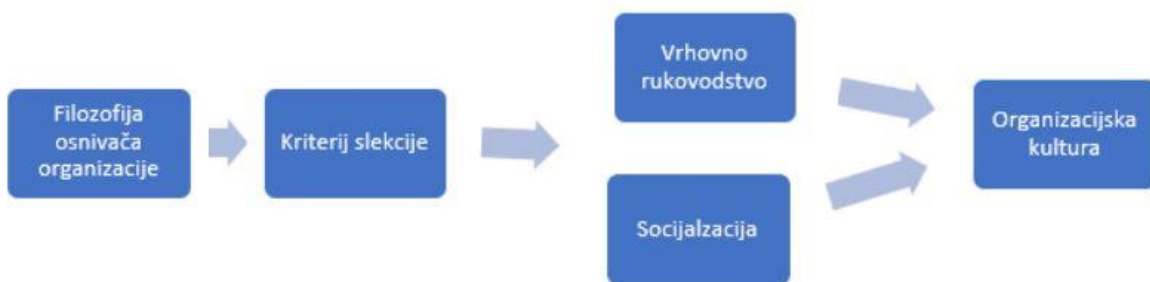 Filozofija
osnivača
organizacije
Kriterij slekcije
Vrhovno
rukovodstvo
Socijalzacija
Organizacijska
kultura